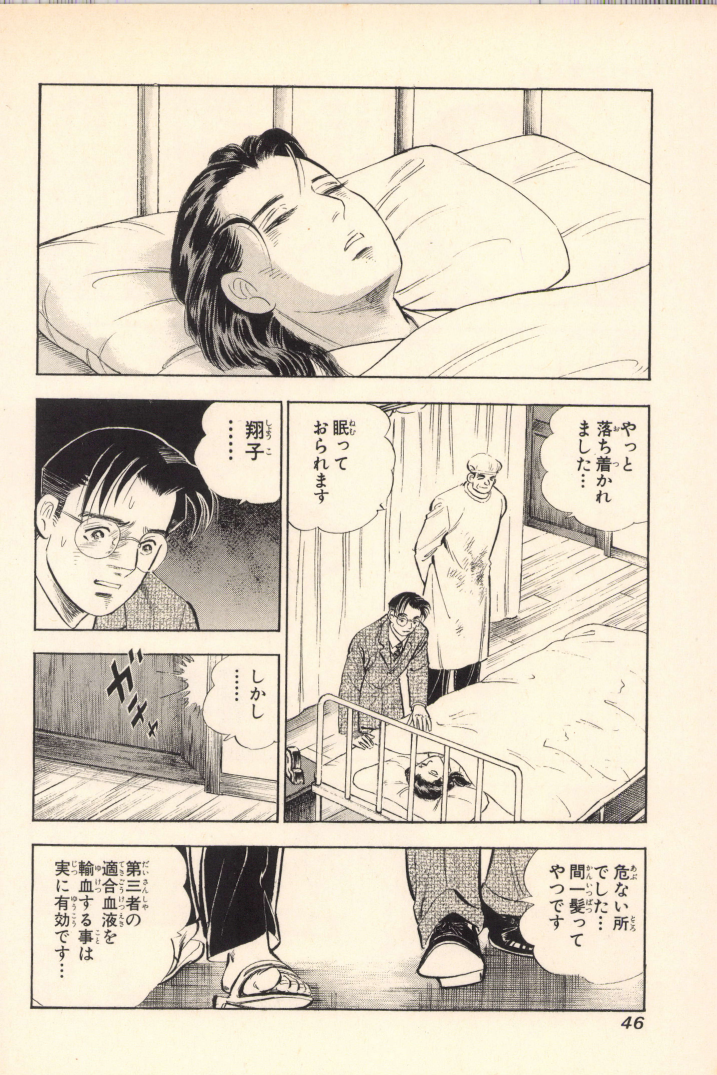 やっと
落ち着かれ
ました…
眠って
おられます
翔子
……
しかし
……
ガチャ
危ない所
でした…
間一髪って
やつです
第三者の
適合血液を
輸血する事は
実に有効です…
46